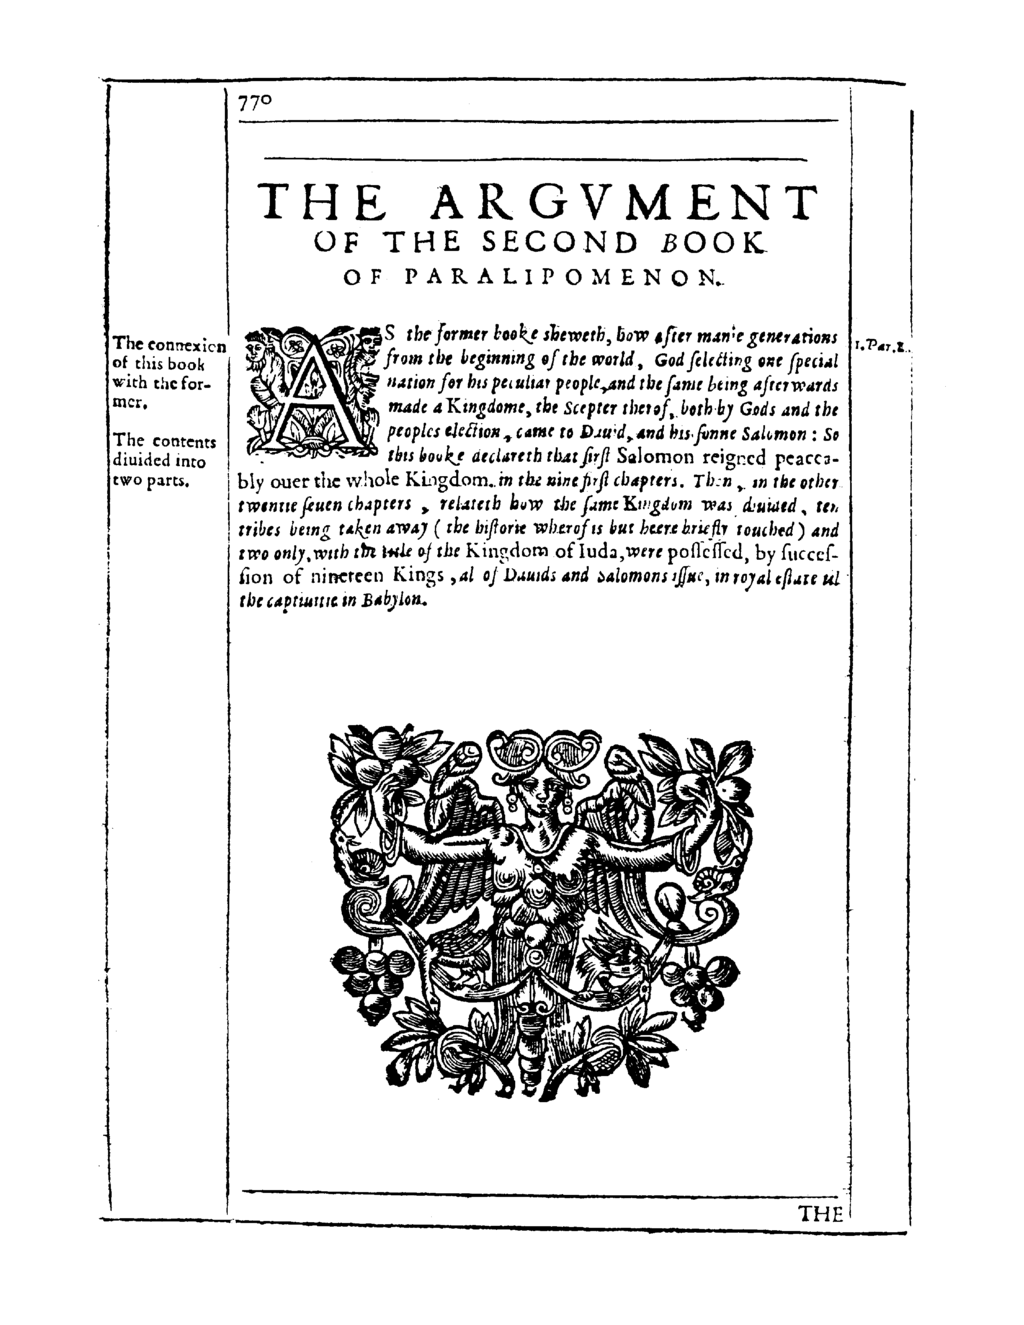 770
THE ARGVMENT
OF THE SECOND BOOK
OF PARALIPOMENON.
The connexion
of this book
with the for-
mer.
The contents
diuided into
two parts.
AS the former booke sheweth, how after manie generations
from the beginning of the world, God selecting one special
nation for his peculiar people, and the same being afterwards
made a Kingdome, the Scepter therof, both by Gods and the
peoples election, came to Dauid, and his sonne Salomon: So
this booke declareth that first Salomon reigned peacea-
bly ouer the whole Kingdom, in the nine first chapters. Then, in the other
twentie seuen chapters, relateth how the same Kingdom was diuided, ten
tribes being taken away (the historie wherof is but heere briefly touched) and
two only, with the title of the Kingdom of Iuda, were possessed, by succes-
sion of nineteen Kings, al of Dauids and Salomons issue, in royal estate til
the captiuitie in Babylon.
1.Par.2.
THE